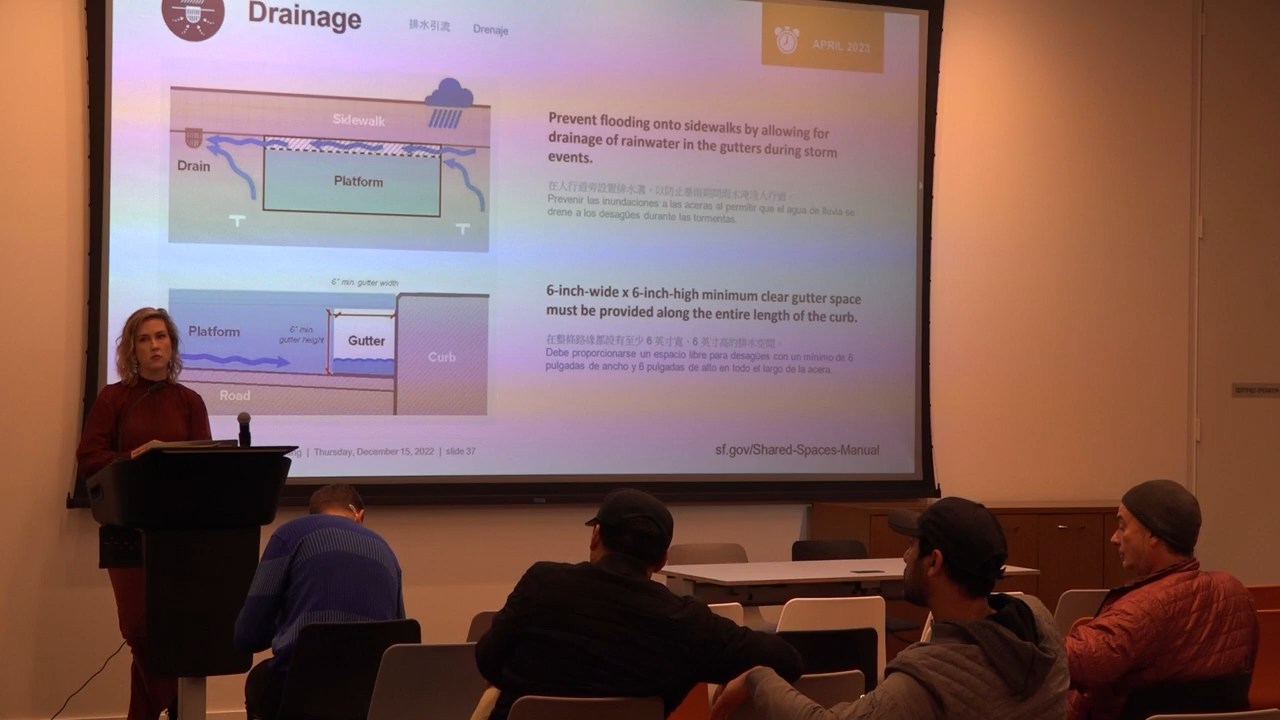 Drainage
排水引流
Drenaje
APRIL 2023
Sidewalk
Drain
Platform
Prevent flooding onto sidewalks by allowing for
drainage of rainwater in the gutters during storm
events.
Prevenir las inundaciones a las aceras al permitir que el agua de lluvia se
drene a los desagües durante las tormentas.
6" min. gutter width
Platform
6" min.
gutter height
Gutter
Curb
Road
6-inch-wide x 6-inch-high minimum clear gutter space
must be provided along the entire length of the curb.
Debe proporcionarse un espacio libre para desagües con un mínimo de 6
pulgadas de ancho y 6 pulgadas de alto en todo el largo de la acera.
| Thursday, December 15, 2022 | slide 37
sf.gov/Shared-Spaces-Manual